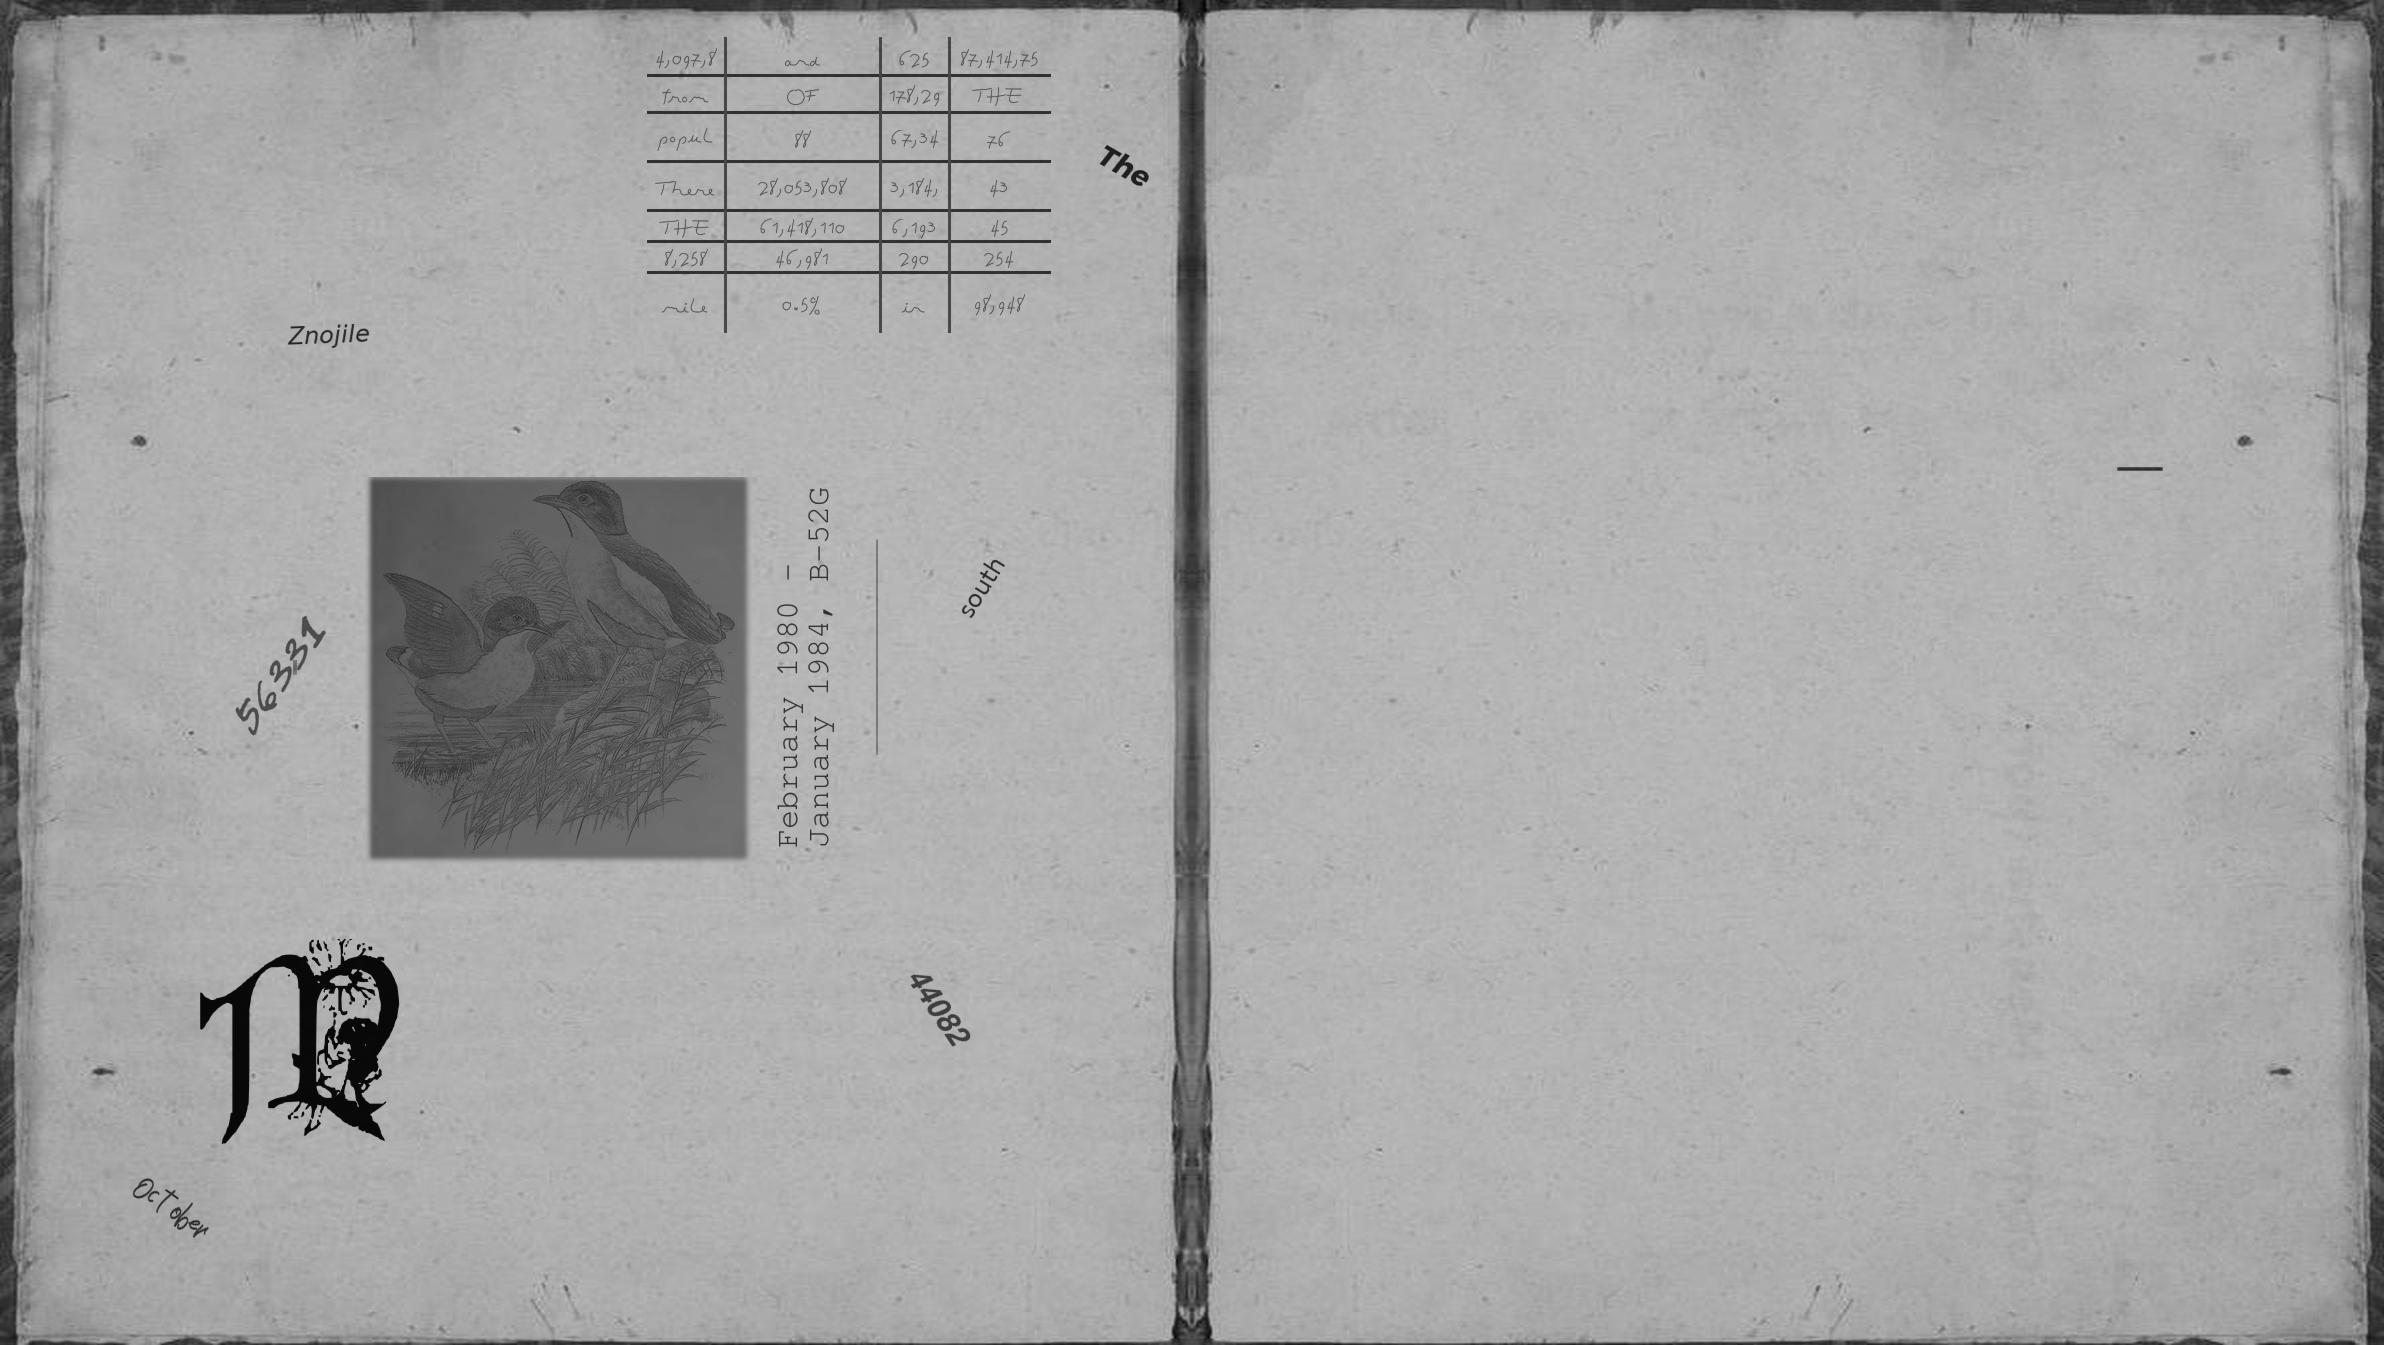 4,097,8 and 625 87,414,75
from OF 178,29 THE
popul 88 67,34 76
There 28,053,808 3,184, 43
THE 61,418,110 6,193 45
8,258 46,981 290 254
mile 0.5% in 98,948
The
Znojile
February 1980 –
January 1984, B-52G
south
56331
44082
October